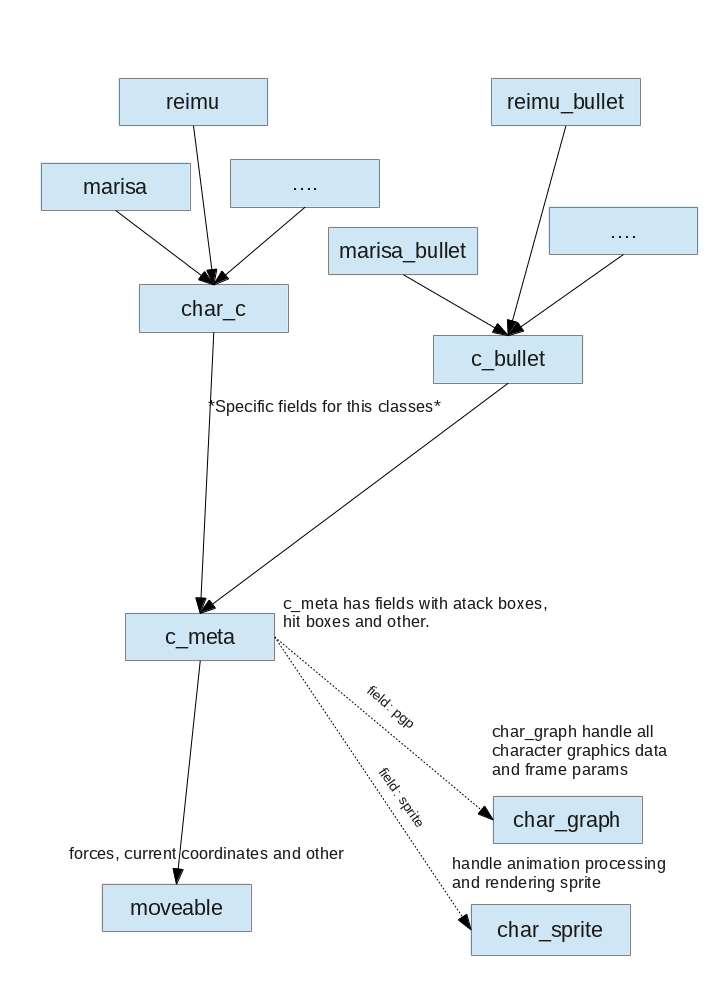 reimu
reimu_bullet
marisa
....
....
marisa_bullet
char_c
c_bullet
*Specific fields for this classes*
c_meta has fields with atack boxes,
hit boxes and other.
c_meta
field: pgp
field: sprite
char_graph handle all
character graphics data
and frame params
char_graph
forces, current coordinates and other
handle animation processing
and rendering sprite
moveable
char_sprite